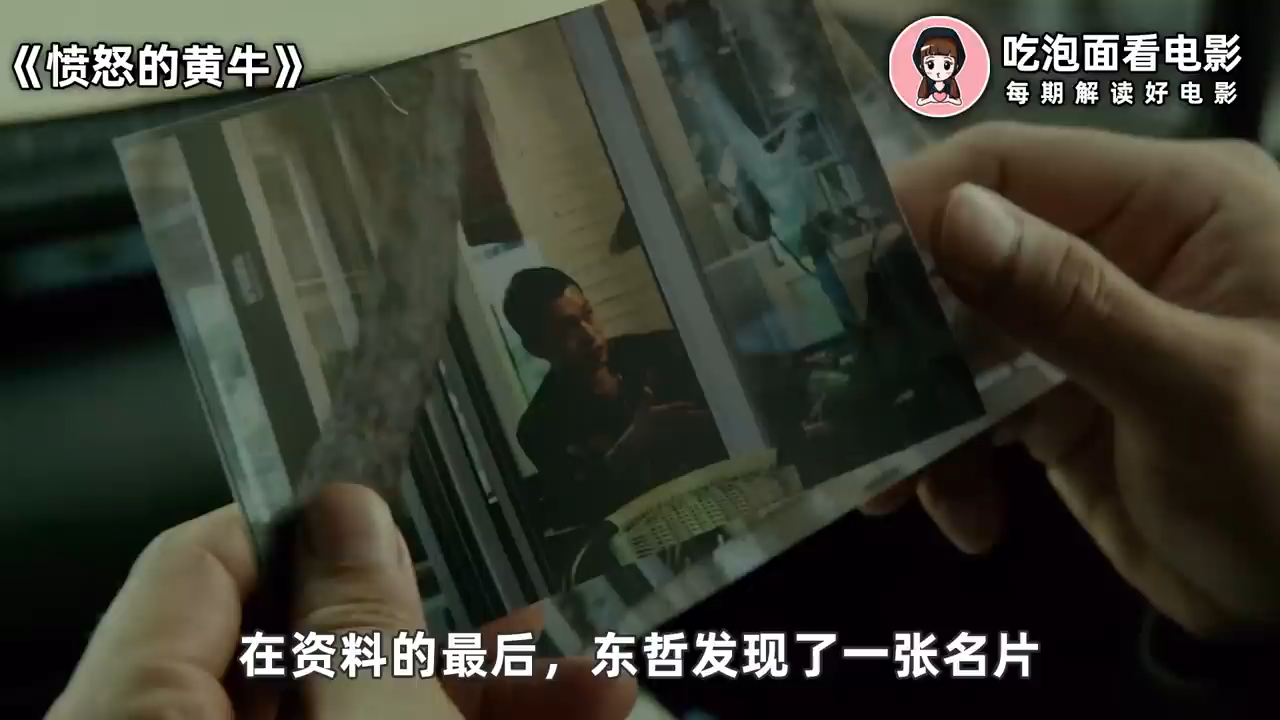 《愤怒的黄牛》
吃泡面看电影
每期解读好电影
在资料的最后，东哲发现了一张名片